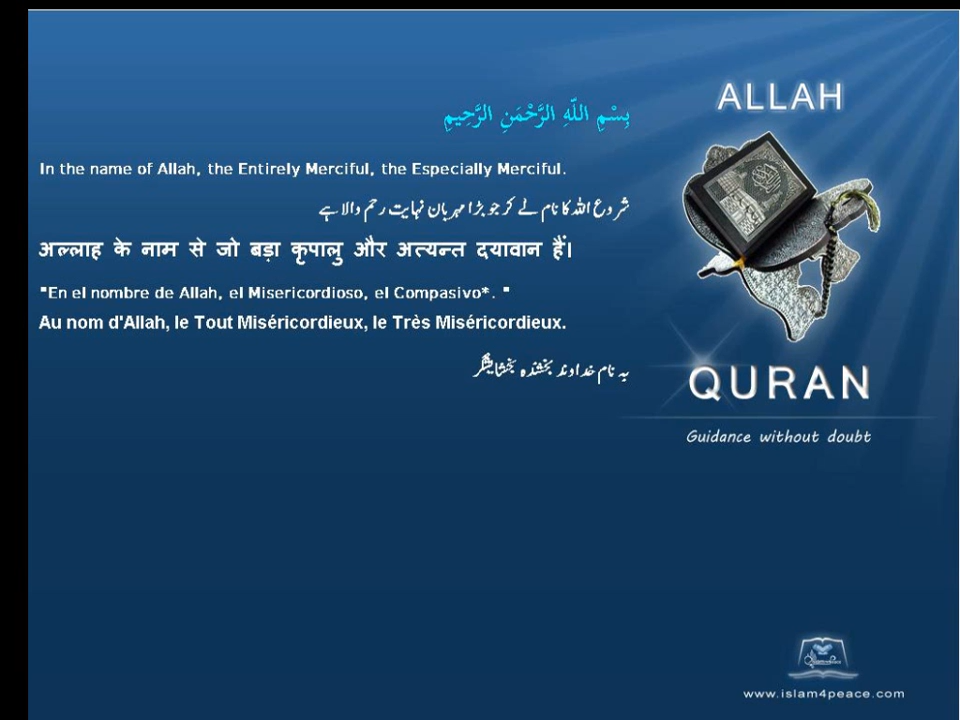 بِسْمِ اللّهِ الرَّحْمَنِ الرَّحِيمِ
In the name of Allah, the Entirely Merciful, the Especially Merciful.
شروع الله کا نام لے کر جو بڑا مہربان نہایت رحم والا ہے
अल्लाह के नाम से जो बड़ा कृपालु और अत्यन्त दयावान हैं।
"En el nombre de Allah, el Misericordioso, el Compasivo*. "
Au nom d'Allah, le Tout Miséricordieux, le Très Miséricordieux.
به نام خداوند بخشنده بخشایشگر
ALLAH
QURAN
Guidance without doubt
www.islam4peace.com